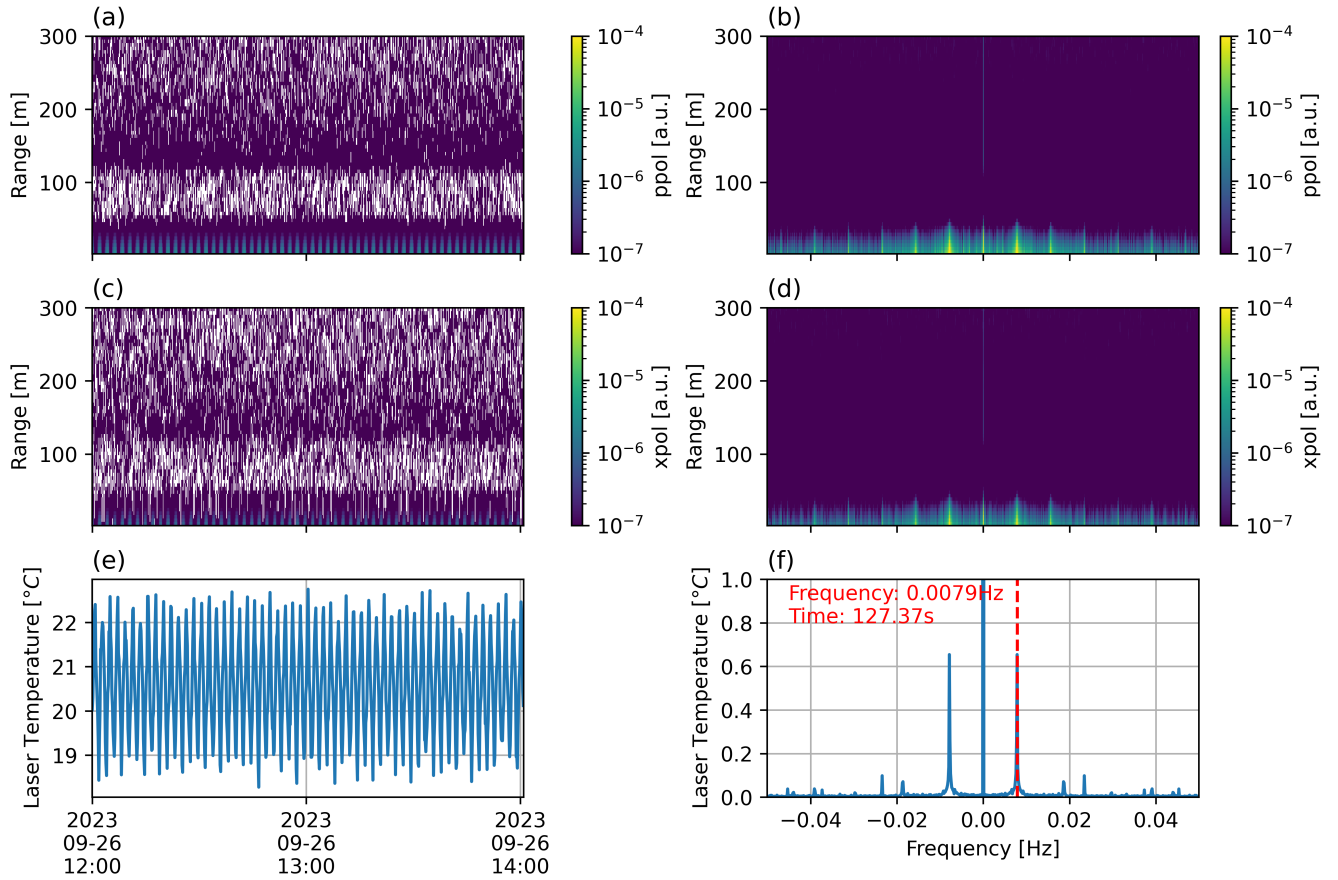 (a)
300
200
100
Range [m]
10⁻⁴
10⁻⁵
10⁻⁶
10⁻⁷
ppol [a.u.]
(b)
300
200
100
Range [m]
10⁻⁴
10⁻⁵
10⁻⁶
10⁻⁷
ppol [a.u.]
(c)
300
200
100
Range [m]
10⁻⁴
10⁻⁵
10⁻⁶
10⁻⁷
xpol [a.u.]
(d)
300
200
100
Range [m]
10⁻⁴
10⁻⁵
10⁻⁶
10⁻⁷
xpol [a.u.]
(e)
22
21
20
19
Laser Temperature [°C]
2023
09-26
12:00
2023
09-26
13:00
2023
09-26
14:00
(f)
1.0
0.8
0.6
0.4
0.2
0.0
Laser Temperature [°C]
Frequency: 0.0079Hz
Time: 127.37s
−0.04 −0.02 0.00 0.02 0.04
Frequency [Hz]